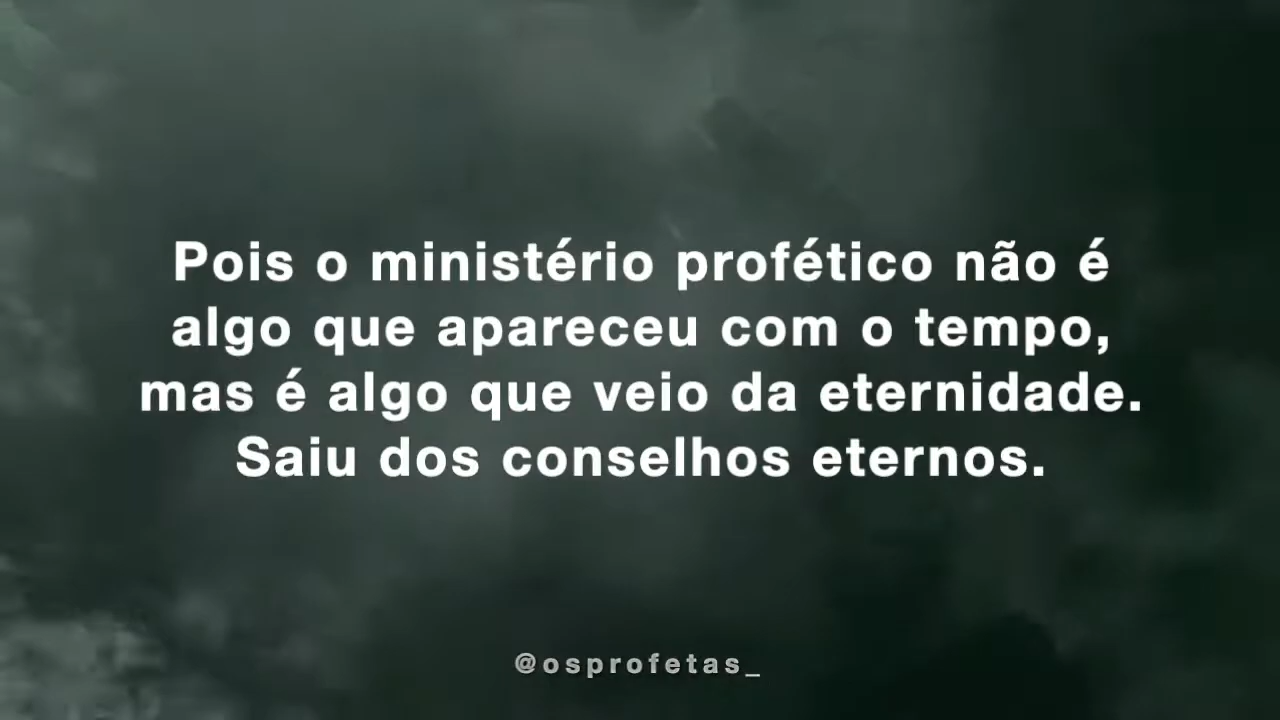 Pois o ministério profético não é
algo que apareceu com o tempo,
mas é algo que veio da eternidade.
Saiu dos conselhos eternos.
@osprofetas_